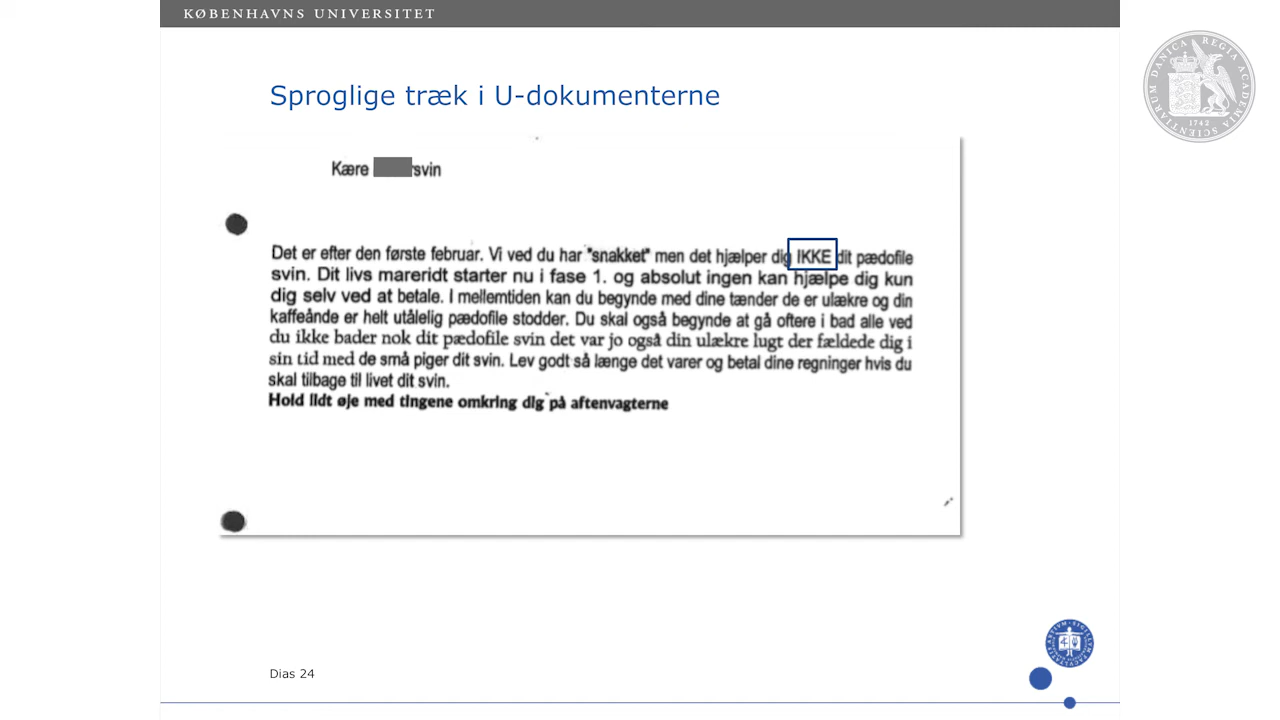 KØBENHAVNS UNIVERSITET
Sproglige træk i U-dokumenterne
Kære svin
Det er efter den første februar. Vi ved du har "snakket" men det hjælper dig IKKE dit pædofile
svin. Dit livs mareridt starter nu i fase 1. og absolut ingen kan hjælpe dig kun
dig selv ved at betale. I mellemtiden kan du begynde med dine tænder de er ulækre og din
kaffeånde er helt utålelig pædofile stodder. Du skal også begynde at gå oftere i bad alle ved
du ikke bader nok dit pædofile svin det var jo også din ulækre lugt der fældede dig i
sin tid med de små piger dit svin. Lev godt så længe det varer og betal dine regninger hvis du
skal tilbage til livet dit svin.
Hold lidt øje med tingene omkring dig på aftenvagterne
Dias 24
DANICA REGIA ACADEMIA SCIENTIARUM
1742